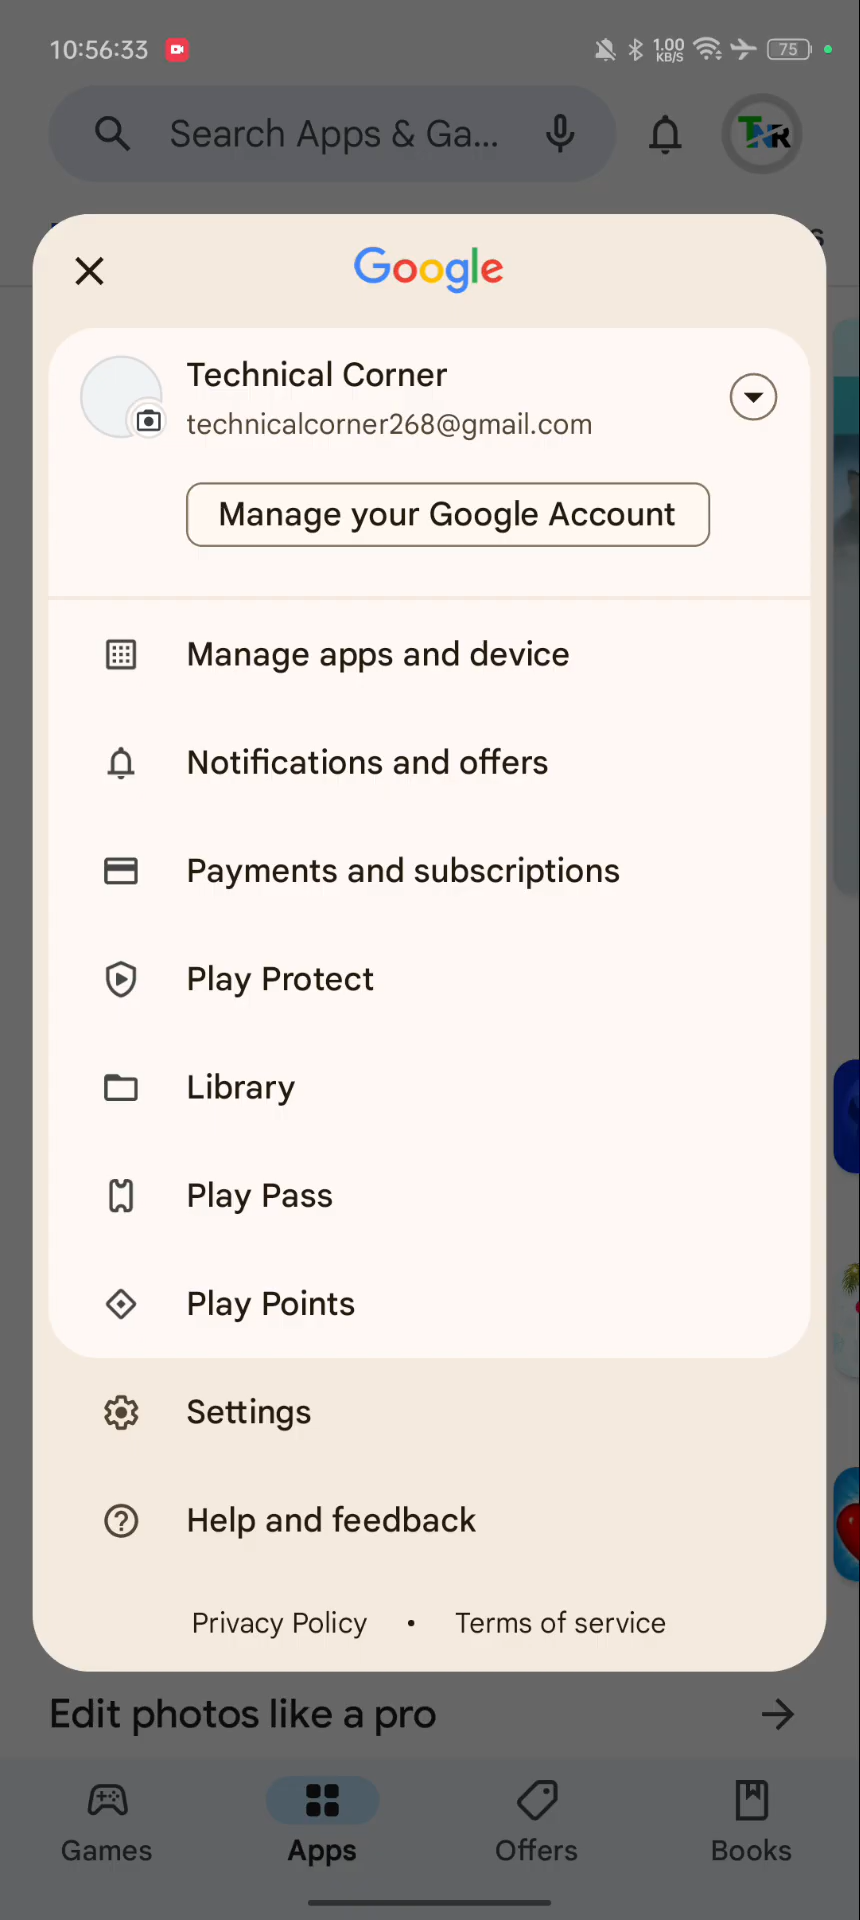 10:56:33
1.00
KB/S
75
Search Apps & Ga...
TNR
s
Google
Technical Corner
technicalcorner268@gmail.com
Manage your Google Account
Manage apps and device
Notifications and offers
Payments and subscriptions
Play Protect
Library
Play Pass
Play Points
Settings
Help and feedback
Privacy Policy • Terms of service
Edit photos like a pro
Games
Apps
Offers
Books